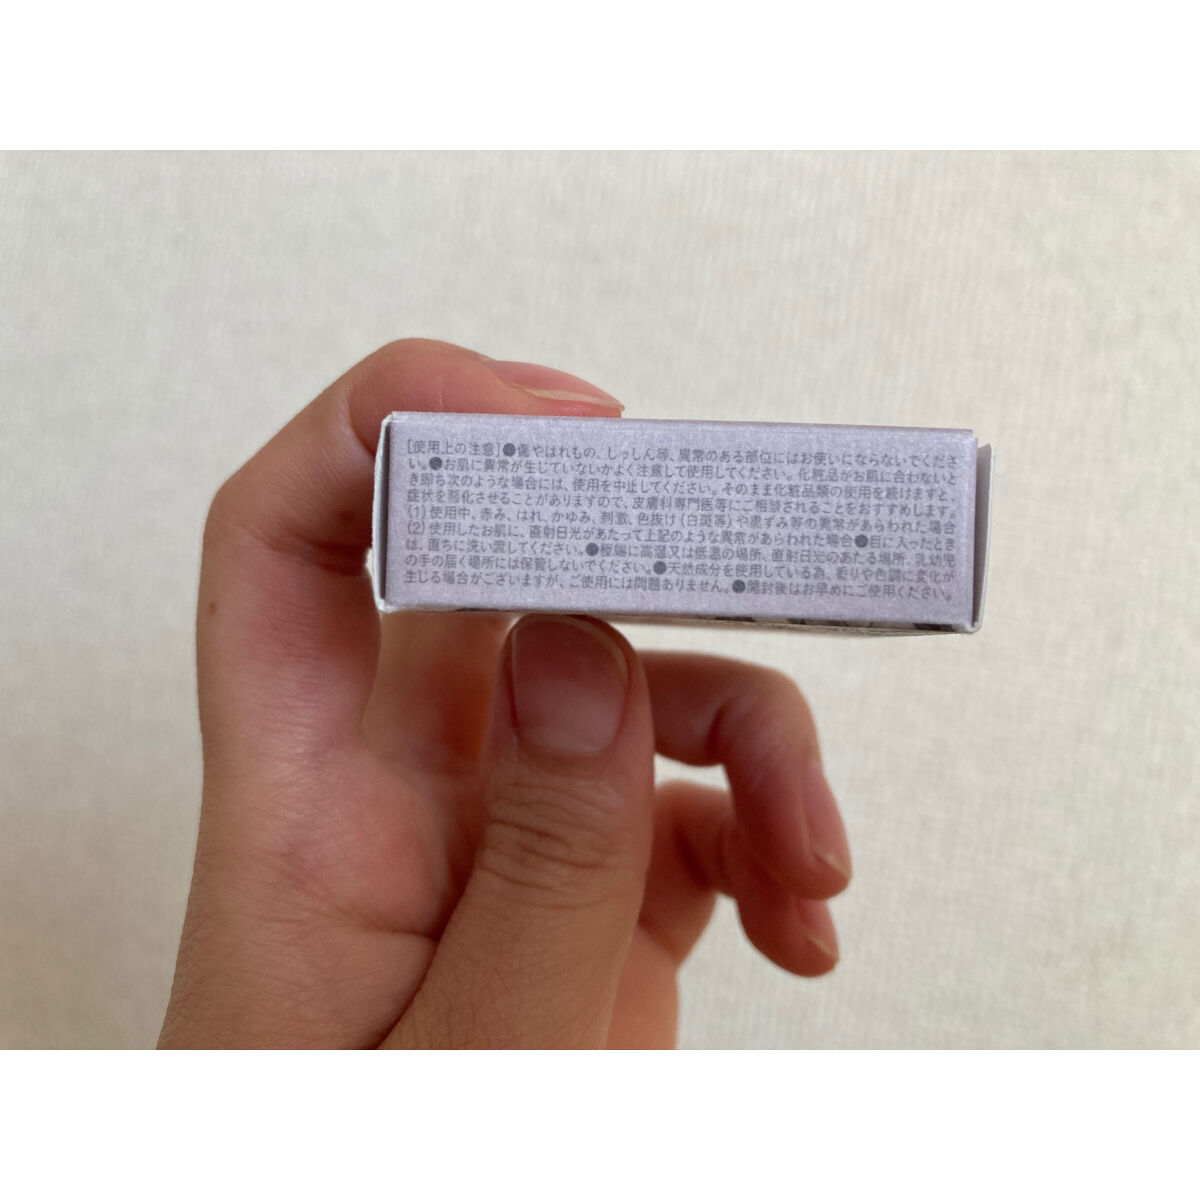 [使用上の注意]●傷やはれもの、しっしん等、異常のある部位にはお使いにならないでくださ
い。●お肌に異常が生じていないかよく注意して使用してください。化粧品がお肌に合わないと
き即ち次のような場合には、使用を中止してください。そのまま化粧品類の使用を続けますと、
症状を悪化させることがありますので、皮膚科専門医等にご相談されることをおすすめします。
(1) 使用中、赤み、はれ、かゆみ、刺激、色抜け(白斑等)や黒ずみ等の異常があらわれた場合
(2) 使用したお肌に、直射日光があたって上記のような異常があらわれた場合●目に入ったとき
は、直ちに洗い流してください。●極端に高温又は低温の場所、直射日光のあたる場所、乳幼児
の手の届く場所には保管しないでください。●天然成分を使用している為、香りや色調に変化が
生じる場合がございますが、ご使用には問題ありません。●開封後はお早めにご使用ください。